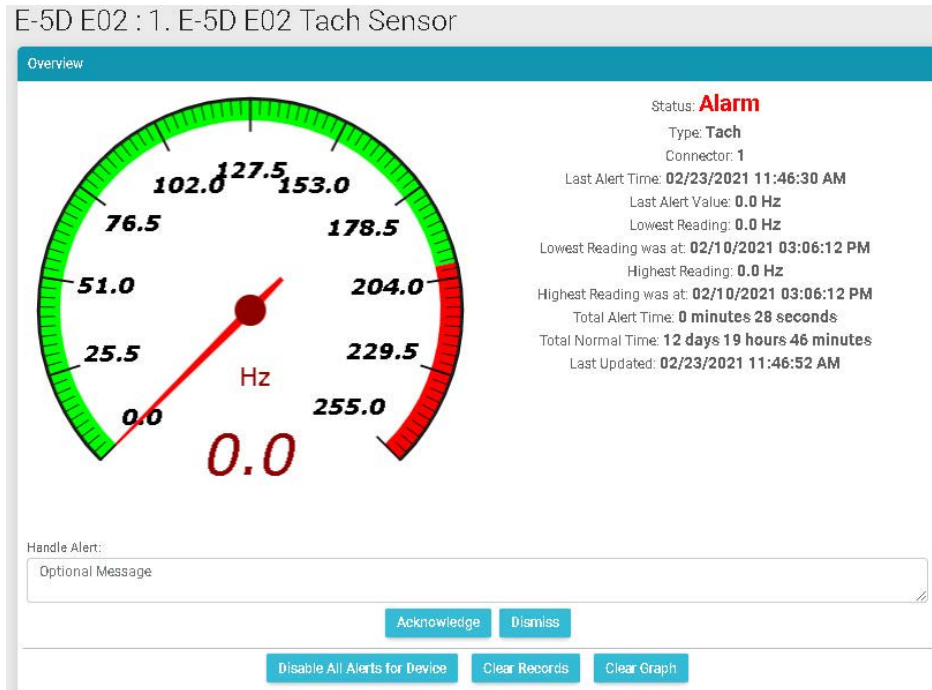 E-5D E02 : 1. E-5D E02 Tach Sensor
Overview
Status: Alarm
Type: Tach
Connector: 1
Last Alert Time: 02/23/2021 11:46:30 AM
Last Alert Value: 0.0 Hz
Lowest Reading: 0.0 Hz
Lowest Reading was at: 02/10/2021 03:06:12 PM
Highest Reading: 0.0 Hz
Highest Reading was at: 02/10/2021 03:06:12 PM
Total Alert Time: 0 minutes 28 seconds
Total Normal Time: 12 days 19 hours 46 minutes
Last Updated: 02/23/2021 11:46:52 AM
0.0
25.5
51.0
76.5
102.0
127.5
153.0
178.5
204.0
229.5
255.0
Hz
0.0
Handle Alert:
Optional Message
Acknowledge Dismiss
Disable All Alerts for Device Clear Records Clear Graph